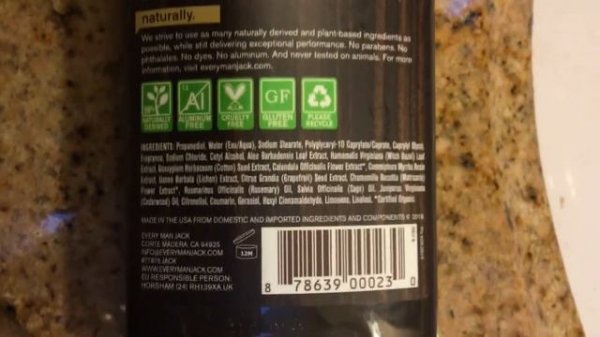 naturally.
We strive to use as many naturally derived and plant-based ingredients as
possible, while still delivering exceptional performance. No parabens. No
phthalates. No dyes. No aluminum. And never tested on animals. For more
information, visit everymanjack.com.
NATURALLY DERIVED
Al
ALUMINUM FREE
CRUELTY FREE
GF
GLUTEN FREE
PLEASE RECYCLE
INGREDIENTS: Propanediol, Water (Eau/Aqua), Sodium Stearate, Polyglyceryl-10 Caprylate/Caprate, Caprylyl Glycol,
Fragrance, Sodium Chloride, Cetyl Alcohol, Aloe Barbadensis Leaf Extract, Hamamelis Virginiana (Witch Hazel) Leaf
Extract, Gossypium Herbaceum (Cotton) Seed Extract, Calendula Officinalis Flower Extract*, Commiphora Myrrha Resin
Extract, Usnea Barbata (Lichen) Extract, Citrus Grandis (Grapefruit) Seed Extract, Chamomilla Recutita (Matricaria)
Flower Extract*, Rosmarinus Officinalis (Rosemary) Oil, Salvia Officinalis (Sage) Oil, Juniperus Virginiana
(Cedarwood) Oil, Citronellol, Coumarin, Geraniol, Hexyl Cinnamaldehyde, Limonene, Linalool. *Certified Organic
MADE IN THE USA FROM DOMESTIC AND IMPORTED INGREDIENTS AND COMPONENTS © 2016
EVERY MAN JACK
CORTE MADERA, CA 94925
INFO@EVERYMANJACK.COM
WWW.EVERYMANJACK.COM
EU RESPONSIBLE PERSON:
HORSHAM (24) RH139XA UK
12M
8 78639 00023 0